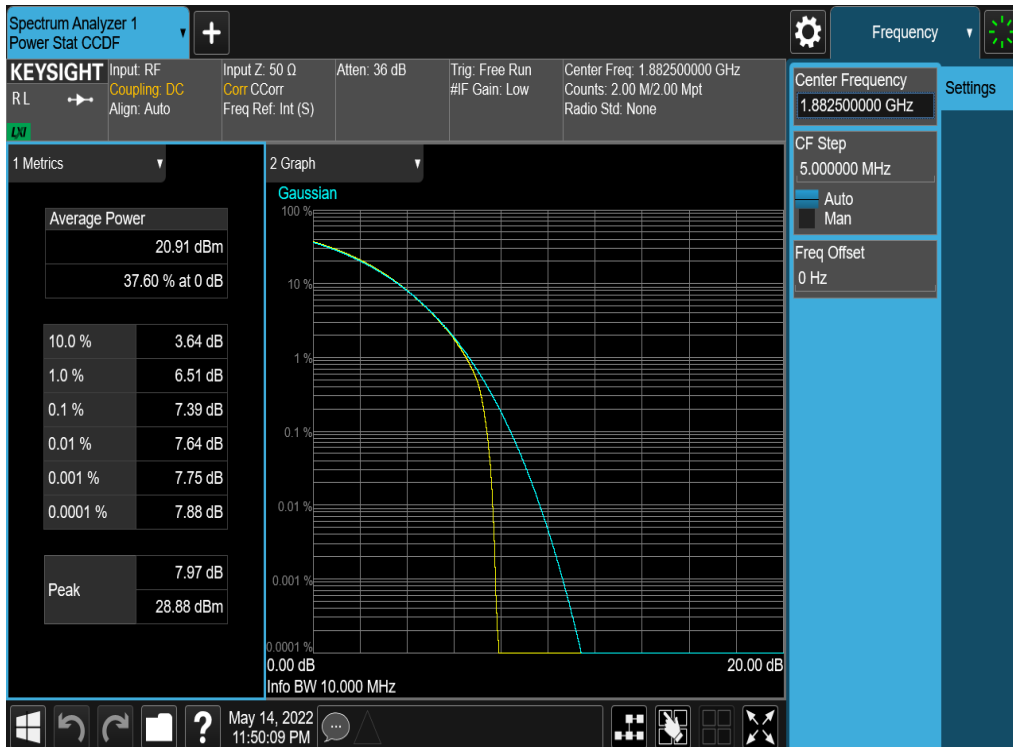 Spectrum Analyzer 1
Power Stat CCDF
+
Frequency
KEYSIGHT
RL
LXI
Input: RF
Coupling: DC
Align: Auto
Input Z: 50 Ω
Corr CCorr
Freq Ref: Int (S)
Atten: 36 dB
Trig: Free Run
#IF Gain: Low
Center Freq: 1.882500000 GHz
Counts: 2.00 M/2.00 Mpt
Radio Std: None
Center Frequency
1.882500000 GHz
Settings
CF Step
5.000000 MHz
Auto
Man
Freq Offset
0 Hz
1 Metrics
Average Power
20.91 dBm
37.60 % at 0 dB
10.0 % 3.64 dB
1.0 % 6.51 dB
0.1 % 7.39 dB
0.01 % 7.64 dB
0.001 % 7.75 dB
0.0001 % 7.88 dB
Peak
7.97 dB
28.88 dBm
2 Graph
Gaussian
100 %
10 %
1 %
0.1 %
0.01 %
0.001 %
0.0001 %
0.00 dB 20.00 dB
Info BW 10.000 MHz
?
May 14, 2022
11:50:09 PM